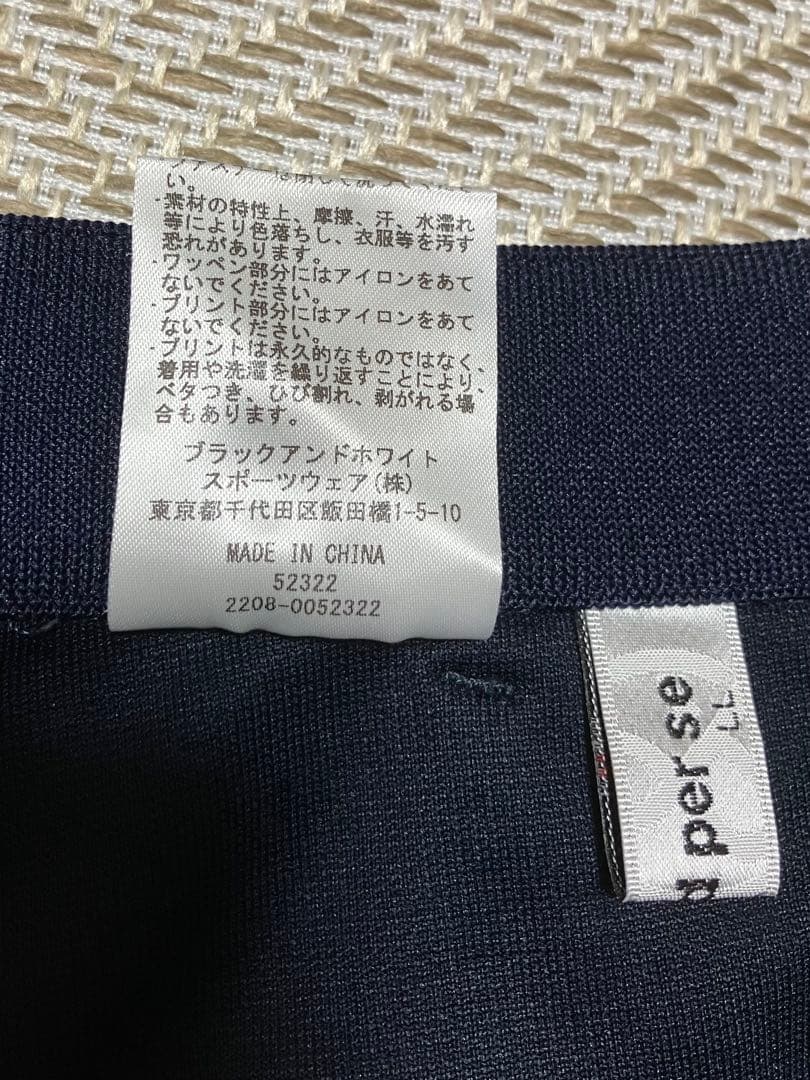 い。
・素材の特性上、摩擦、汗、水濡れ
等により色落ちし、衣服等を汚す
恐れがあります。
・ワッペン部分にはアイロンをあて
ないでください。
・プリント部分にはアイロンをあて
ないでください。
・プリントは永久的なものではなく、
着用や洗濯を繰り返すことにより、
ベタつき、ひび割れ、剥がれる場
合もあります。
ブラックアンドホワイト
スポーツウェア(株)
東京都千代田区飯田橋1-5-10
MADE IN CHINA
52322
2208-0052322
per se
LL